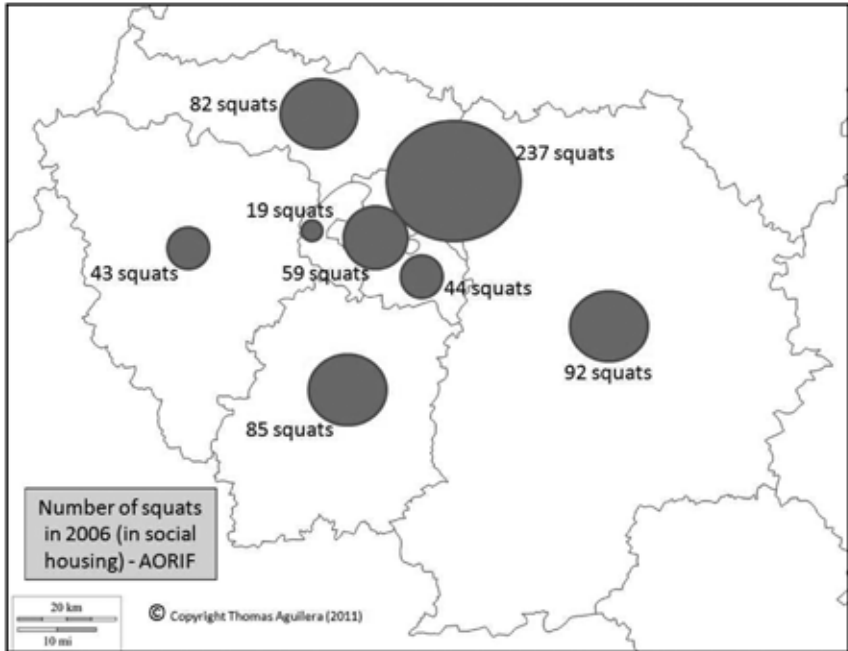 82 squats
237 squats
19 squats
43 squats
59 squats
44 squats
92 squats
85 squats
Number of squats
in 2006 (in social
housing) - AORIF
20 km
10 mi
© Copyright Thomas Aguilera (2011)